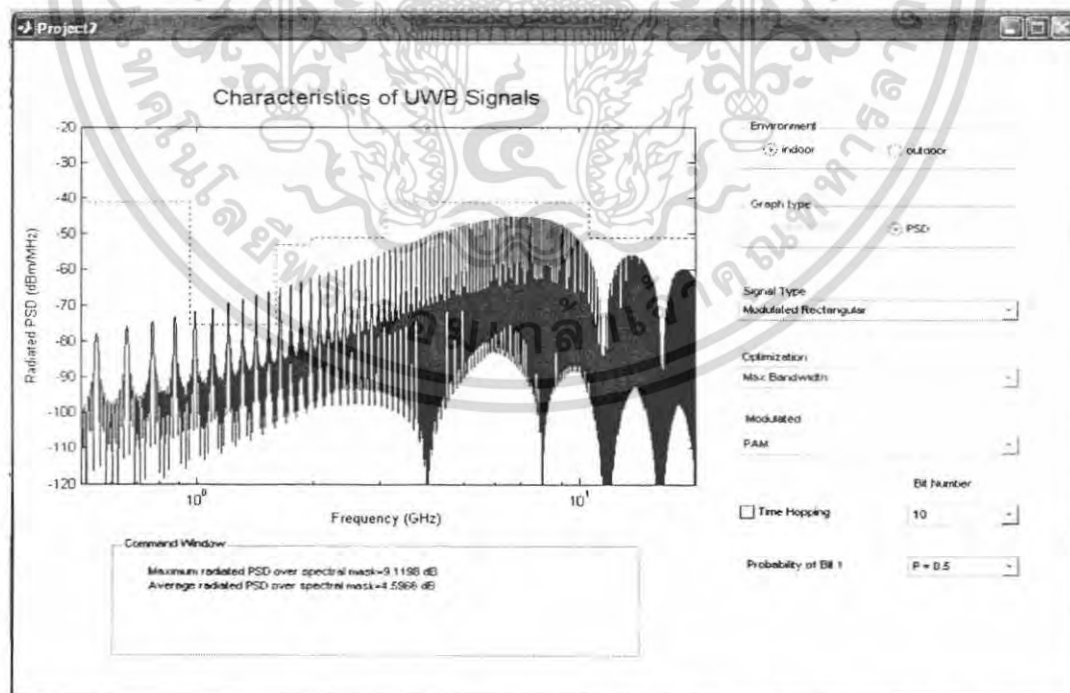 Project7
Characteristics of UWB Signals
-20
-30
-40
-50
-60
-70
-80
-90
-100
-110
-120
Radiated PSD (dBm/MHz)
10⁰
10¹
Frequency (GHz)
Environment
indoor
outdoor
Graph type
PSD
Signal Type
Modulated Rectangular
Optimization
Max Bandwidth
Modulated
PAM
Bit Number
Time Hopping
10
Probability of Bit 1
P = 0.5
Command Window
Maximum radiated PSD over spectral mask=9.1198 dB
Average radiated PSD over spectral mask=4.5966 dB